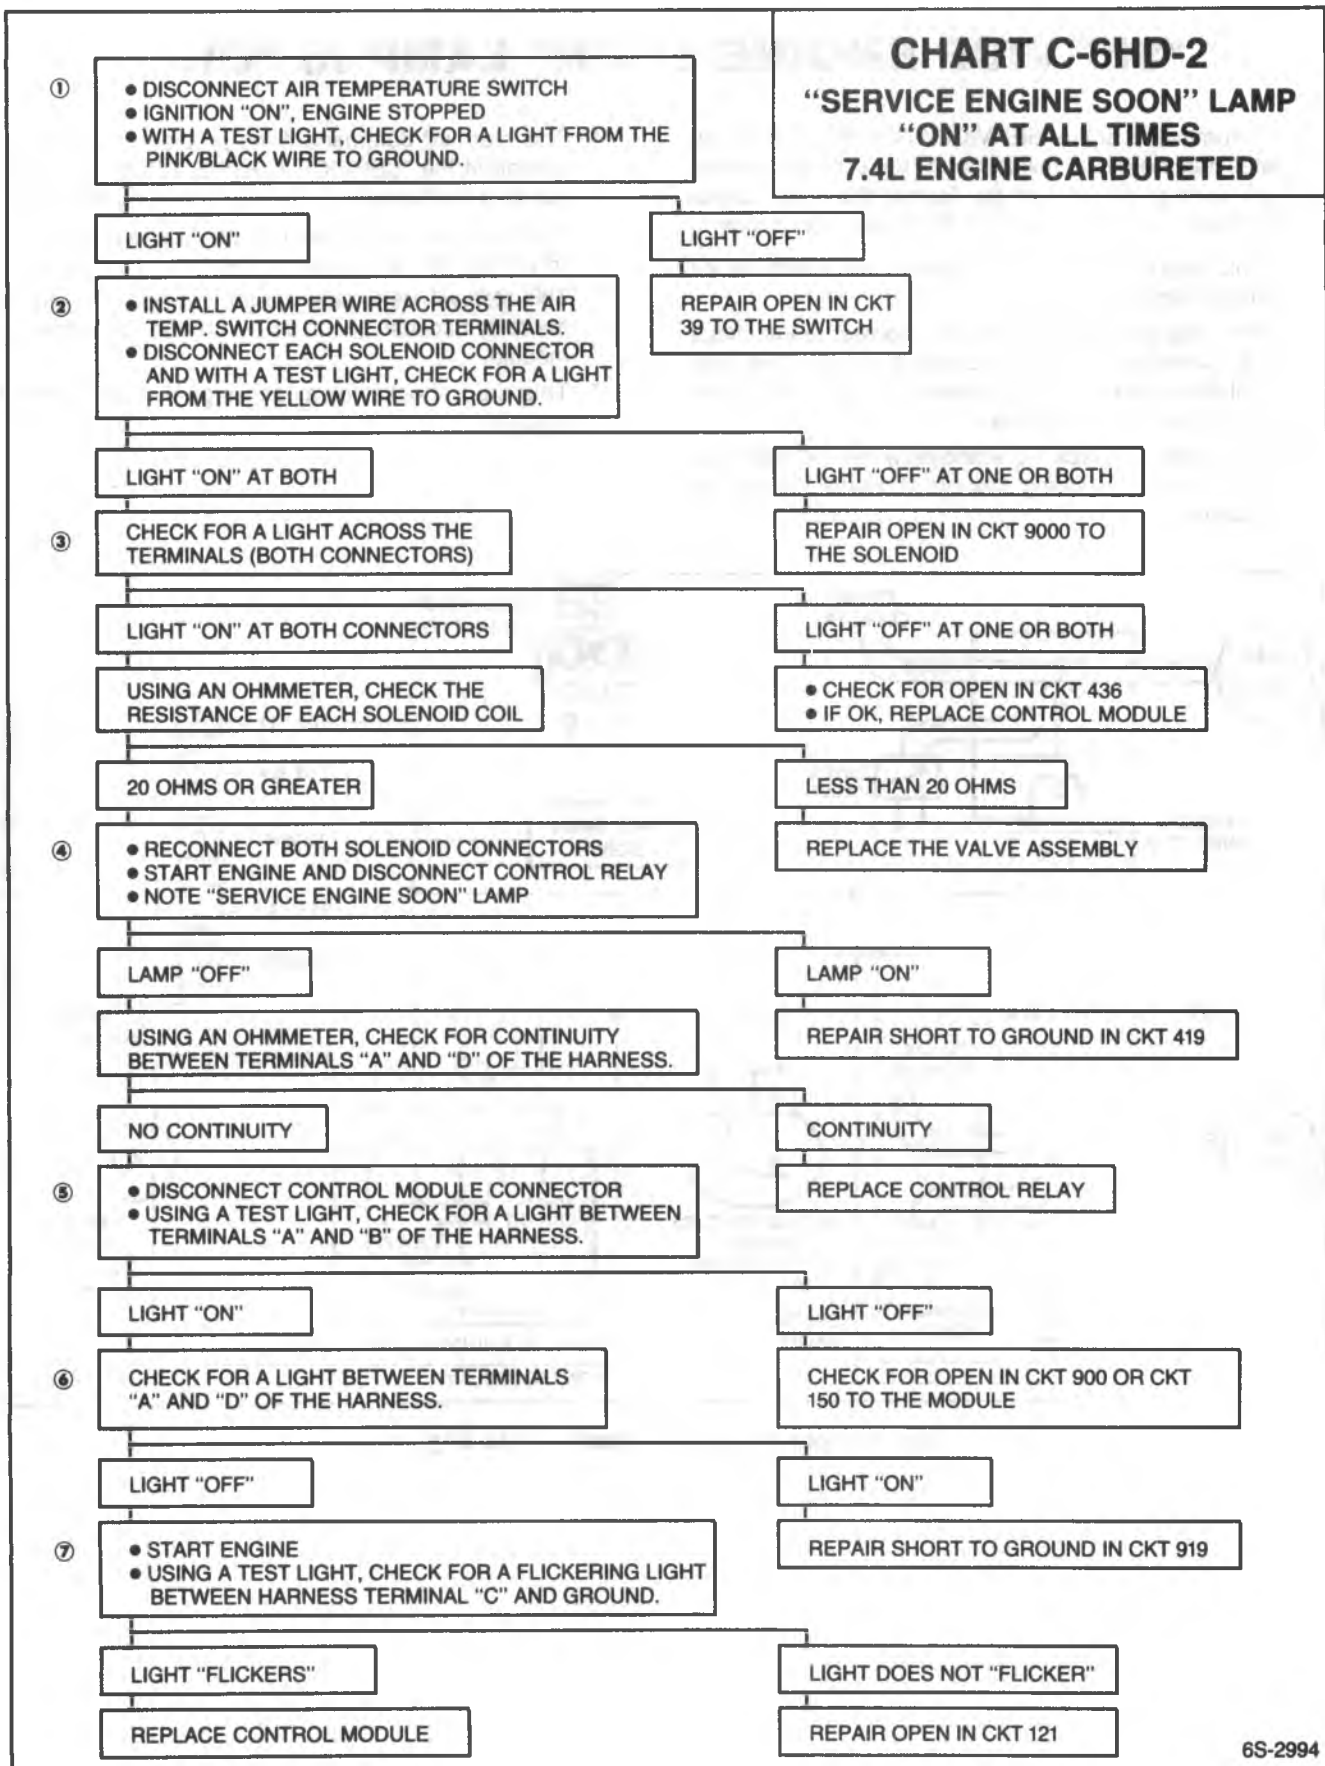 CHART C-6HD-2
“SERVICE ENGINE SOON” LAMP
“ON” AT ALL TIMES
7.4L ENGINE CARBURETED
①
● DISCONNECT AIR TEMPERATURE SWITCH
● IGNITION “ON”, ENGINE STOPPED
● WITH A TEST LIGHT, CHECK FOR A LIGHT FROM THE
PINK/BLACK WIRE TO GROUND.
LIGHT “ON”
LIGHT “OFF”
②
● INSTALL A JUMPER WIRE ACROSS THE AIR
TEMP. SWITCH CONNECTOR TERMINALS.
● DISCONNECT EACH SOLENOID CONNECTOR
AND WITH A TEST LIGHT, CHECK FOR A LIGHT
FROM THE YELLOW WIRE TO GROUND.
REPAIR OPEN IN CKT
39 TO THE SWITCH
LIGHT “ON” AT BOTH
LIGHT “OFF” AT ONE OR BOTH
③
CHECK FOR A LIGHT ACROSS THE
TERMINALS (BOTH CONNECTORS)
REPAIR OPEN IN CKT 9000 TO
THE SOLENOID
LIGHT “ON” AT BOTH CONNECTORS
LIGHT “OFF” AT ONE OR BOTH
USING AN OHMMETER, CHECK THE
RESISTANCE OF EACH SOLENOID COIL
● CHECK FOR OPEN IN CKT 436
● IF OK, REPLACE CONTROL MODULE
20 OHMS OR GREATER
LESS THAN 20 OHMS
④
● RECONNECT BOTH SOLENOID CONNECTORS
● START ENGINE AND DISCONNECT CONTROL RELAY
● NOTE “SERVICE ENGINE SOON” LAMP
REPLACE THE VALVE ASSEMBLY
LAMP “OFF”
LAMP “ON”
USING AN OHMMETER, CHECK FOR CONTINUITY
BETWEEN TERMINALS “A” AND “D” OF THE HARNESS.
REPAIR SHORT TO GROUND IN CKT 419
NO CONTINUITY
CONTINUITY
⑤
● DISCONNECT CONTROL MODULE CONNECTOR
● USING A TEST LIGHT, CHECK FOR A LIGHT BETWEEN
TERMINALS “A” AND “B” OF THE HARNESS.
REPLACE CONTROL RELAY
LIGHT “ON”
LIGHT “OFF”
⑥
CHECK FOR A LIGHT BETWEEN TERMINALS
“A” AND “D” OF THE HARNESS.
CHECK FOR OPEN IN CKT 900 OR CKT
150 TO THE MODULE
LIGHT “OFF”
LIGHT “ON”
⑦
● START ENGINE
● USING A TEST LIGHT, CHECK FOR A FLICKERING LIGHT
BETWEEN HARNESS TERMINAL “C” AND GROUND.
REPAIR SHORT TO GROUND IN CKT 919
LIGHT “FLICKERS”
LIGHT DOES NOT “FLICKER”
REPLACE CONTROL MODULE
REPAIR OPEN IN CKT 121
6S-2994